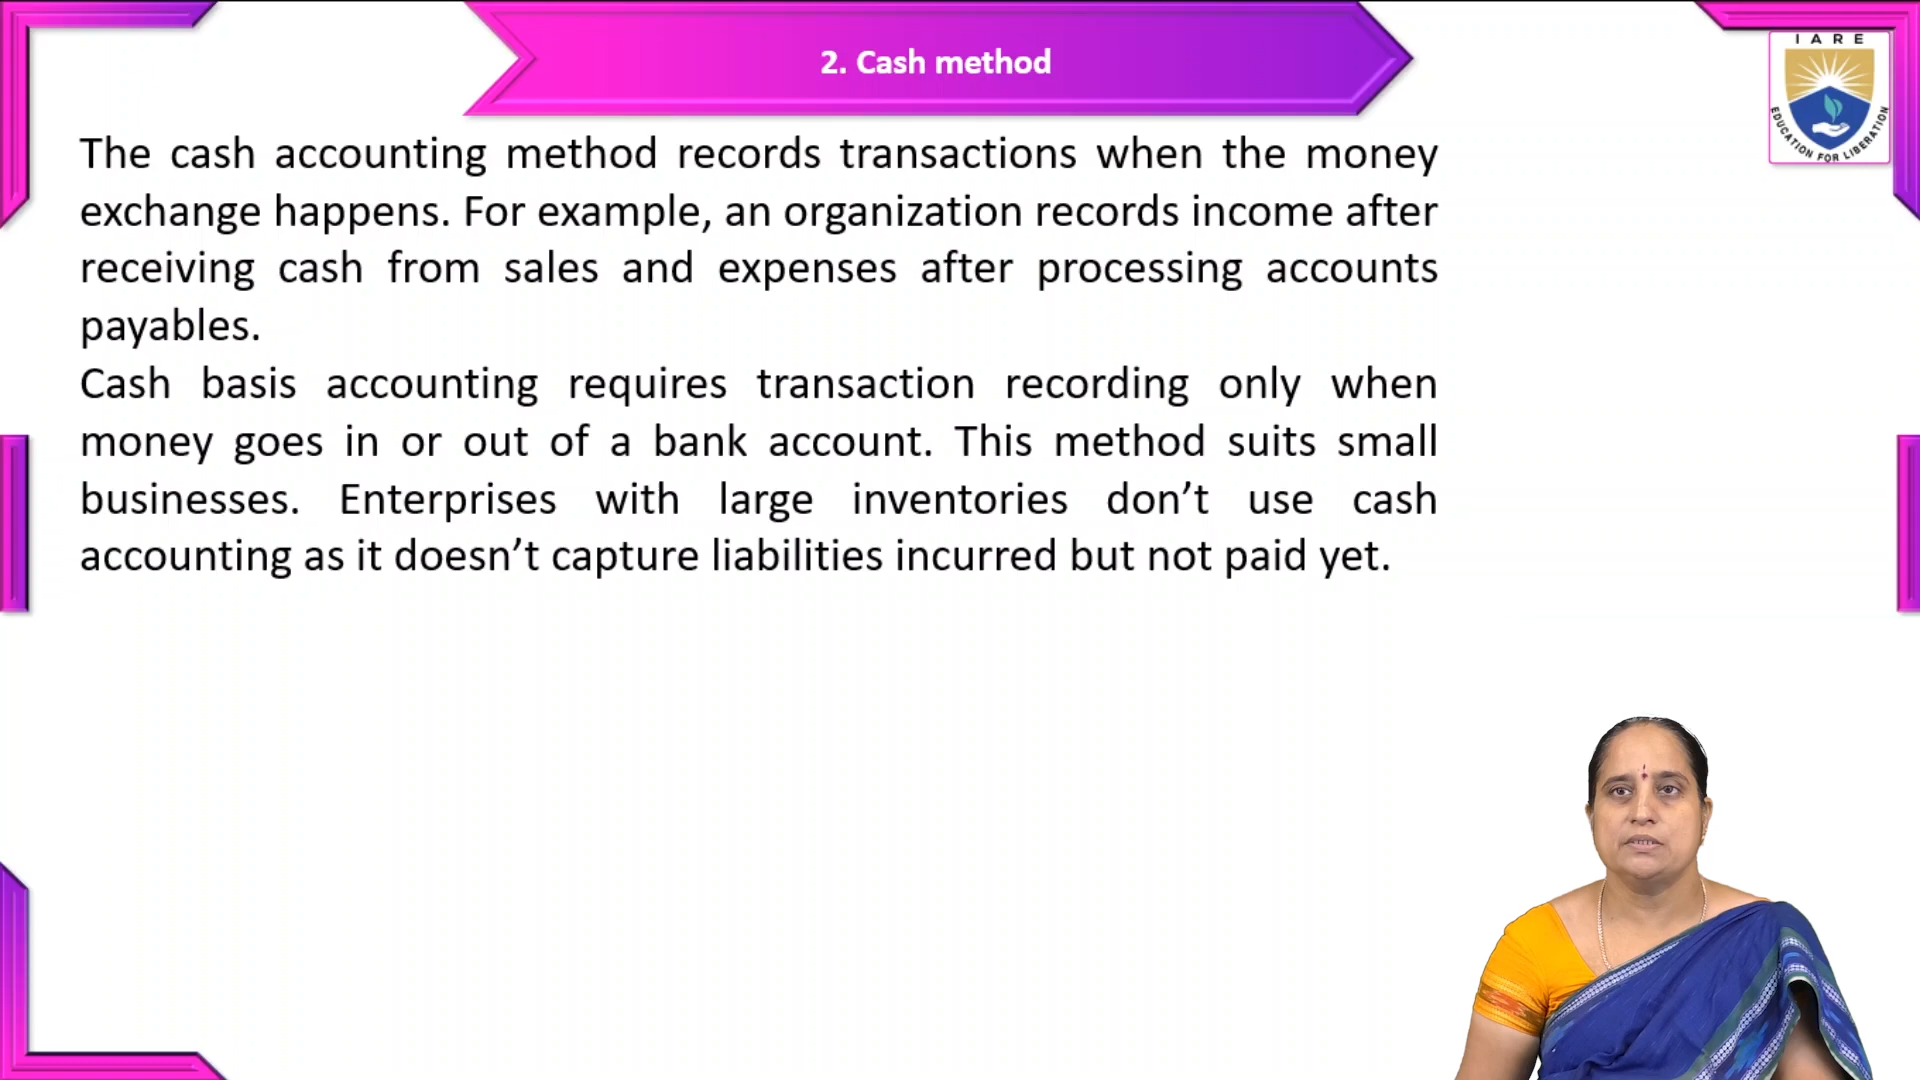 2. Cash method
I A R E
EDUCATION FOR LIBERATION
The cash accounting method records transactions when the money
exchange happens. For example, an organization records income after
receiving cash from sales and expenses after processing accounts
payables.
Cash basis accounting requires transaction recording only when
money goes in or out of a bank account. This method suits small
businesses. Enterprises with large inventories don’t use cash
accounting as it doesn’t capture liabilities incurred but not paid yet.